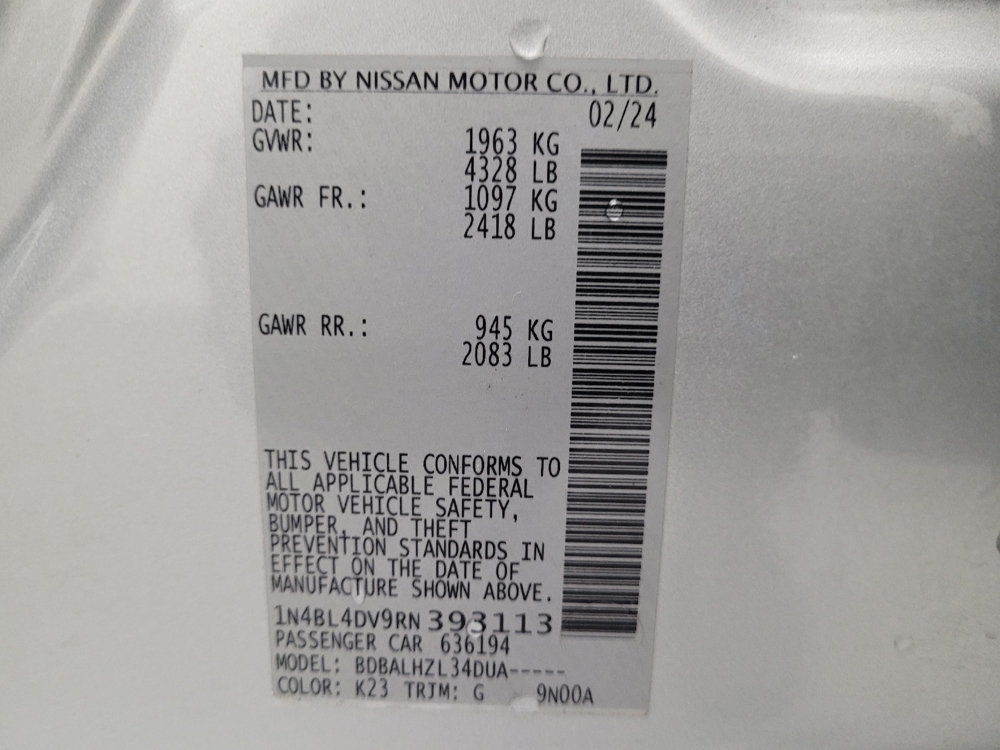 MFD BY NISSAN MOTOR CO., LTD.
DATE: 02/24
GVWR: 1963 KG
4328 LB
GAWR FR.: 1097 KG
2418 LB
GAWR RR.: 945 KG
2083 LB
THIS VEHICLE CONFORMS TO
ALL APPLICABLE FEDERAL
MOTOR VEHICLE SAFETY,
BUMPER, AND THEFT
PREVENTION STANDARDS IN
EFFECT ON THE DATE OF
MANUFACTURE SHOWN ABOVE.
1N4BL4DV9RN393113
PASSENGER CAR 636194
MODEL: BDBALHZL34DUA-----
COLOR: K23 TRIM: G 9N00A